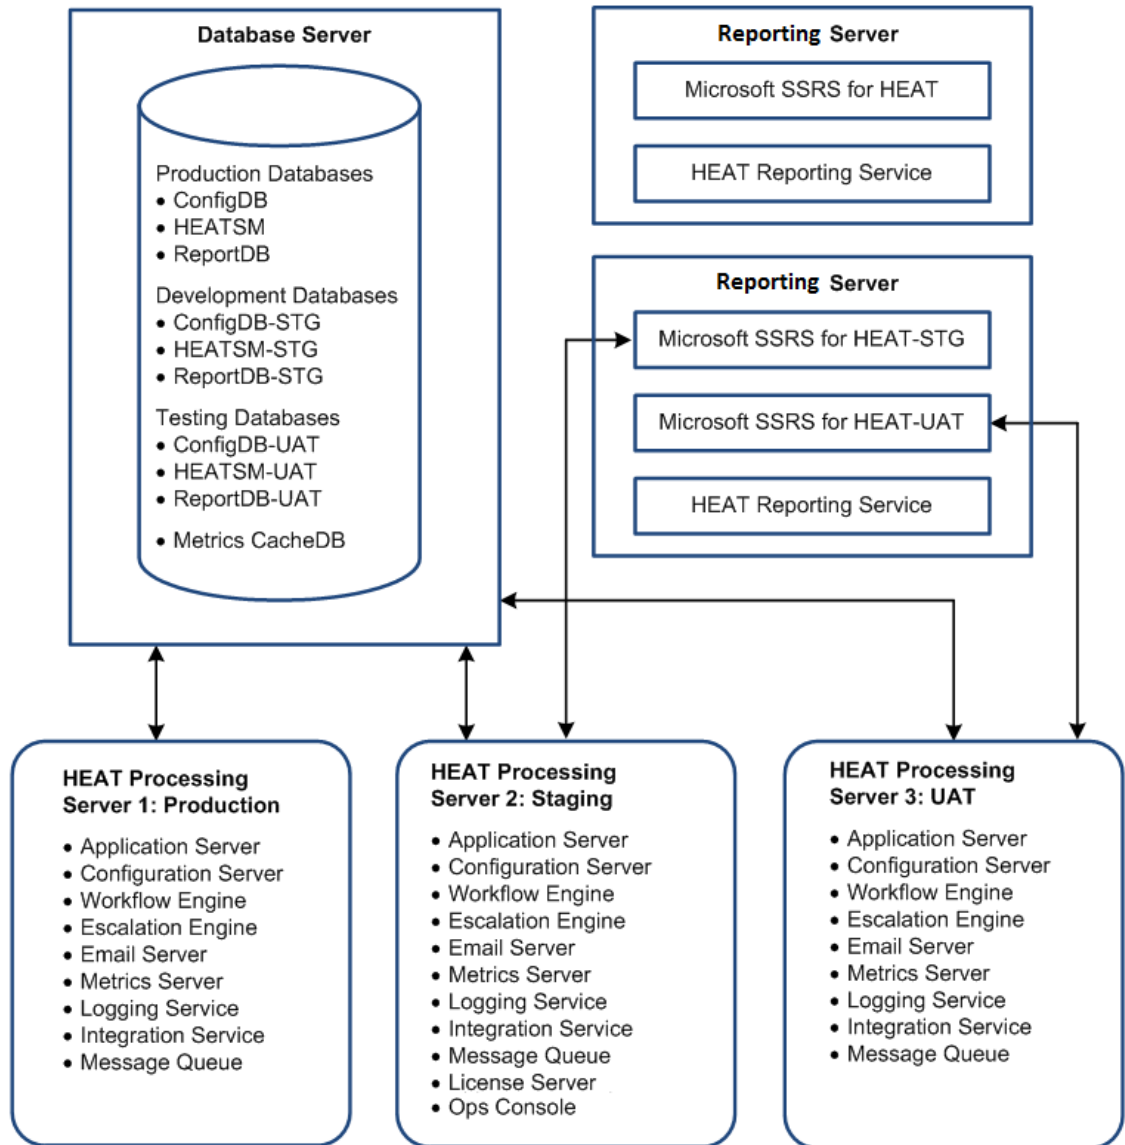 Database Server
Production Databases
• ConfigDB
• HEATSM
• ReportDB
Development Databases
• ConfigDB-STG
• HEATSM-STG
• ReportDB-STG
Testing Databases
• ConfigDB-UAT
• HEATSM-UAT
• ReportDB-UAT
• Metrics CacheDB
Reporting Server
Microsoft SSRS for HEAT
HEAT Reporting Service
Reporting Server
Microsoft SSRS for HEAT-STG
Microsoft SSRS for HEAT-UAT
HEAT Reporting Service
HEAT Processing
Server 1: Production
• Application Server
• Configuration Server
• Workflow Engine
• Escalation Engine
• Email Server
• Metrics Server
• Logging Service
• Integration Service
• Message Queue
HEAT Processing
Server 2: Staging
• Application Server
• Configuration Server
• Workflow Engine
• Escalation Engine
• Email Server
• Metrics Server
• Logging Service
• Integration Service
• Message Queue
• License Server
• Ops Console
HEAT Processing
Server 3: UAT
• Application Server
• Configuration Server
• Workflow Engine
• Escalation Engine
• Email Server
• Metrics Server
• Logging Service
• Integration Service
• Message Queue